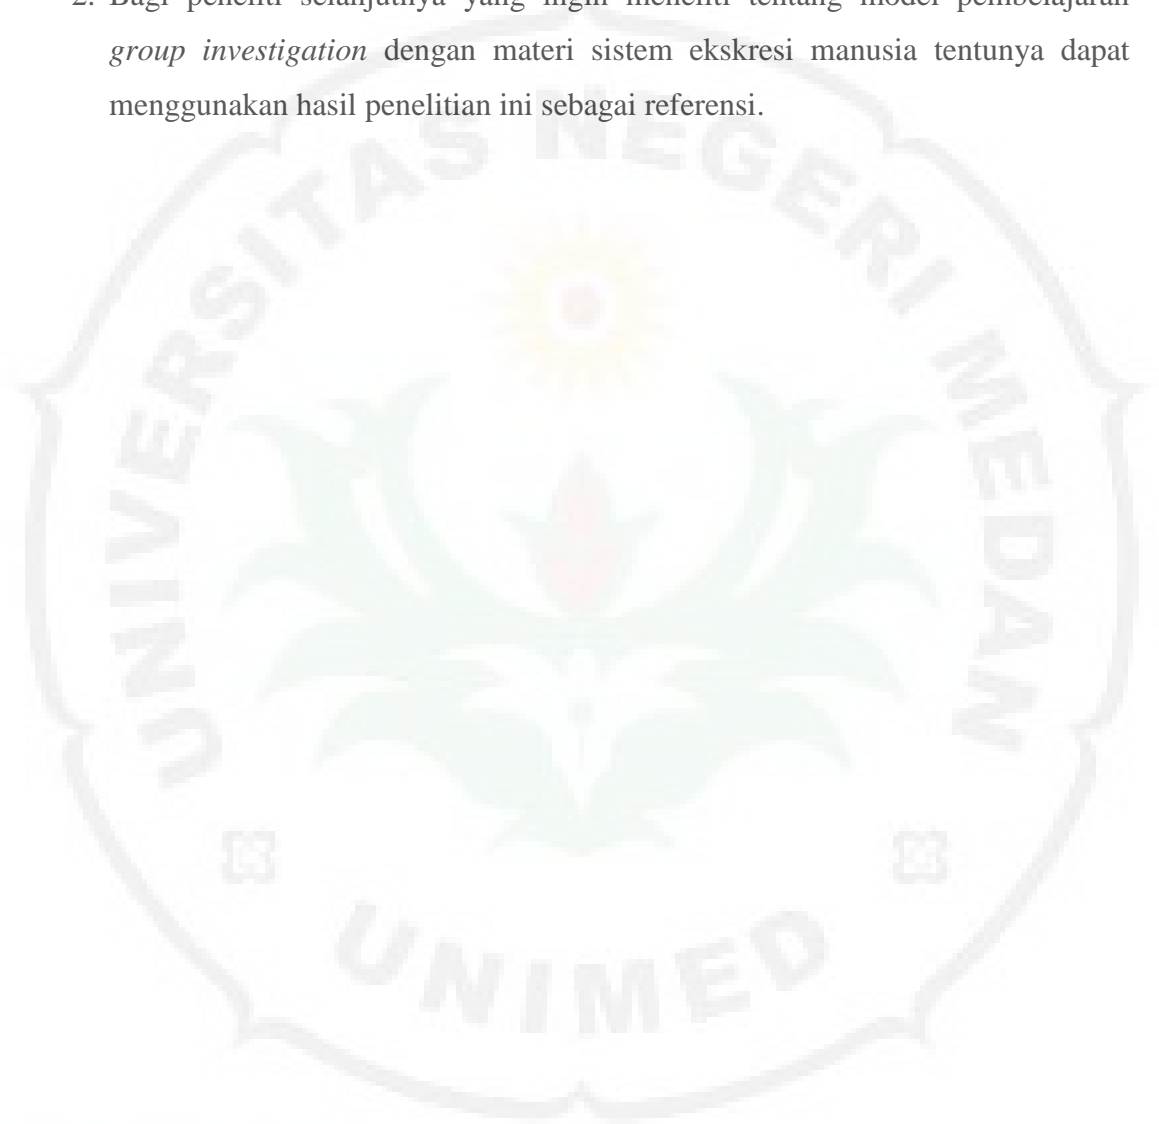 2. Bagi peneliti selanjutnya yang ingin meneliti tentang model pembelajaran
group investigation dengan materi sistem ekskresi manusia tentunya dapat
menggunakan hasil penelitian ini sebagai referensi.
UNIVERSITAS NEGERI MEDAN
UNIMED